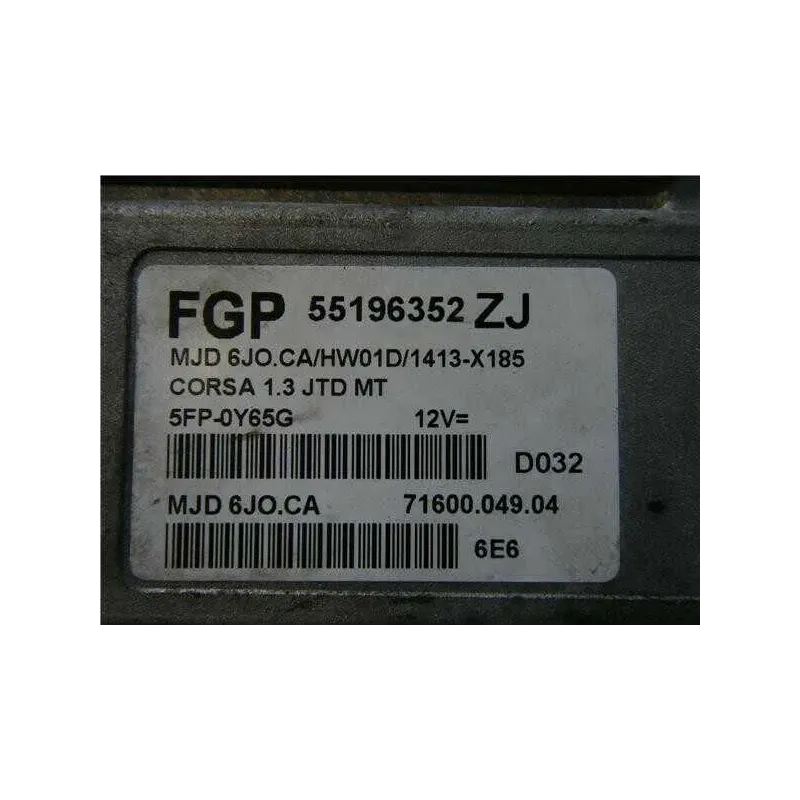 FGP 55196352 ZJ
MJD 6JO.CA/HW01D/1413-X185
CORSA 1.3 JTD MT
5FP-0Y65G 12V=
D032
MJD 6JO.CA 71600.049.04
6E6